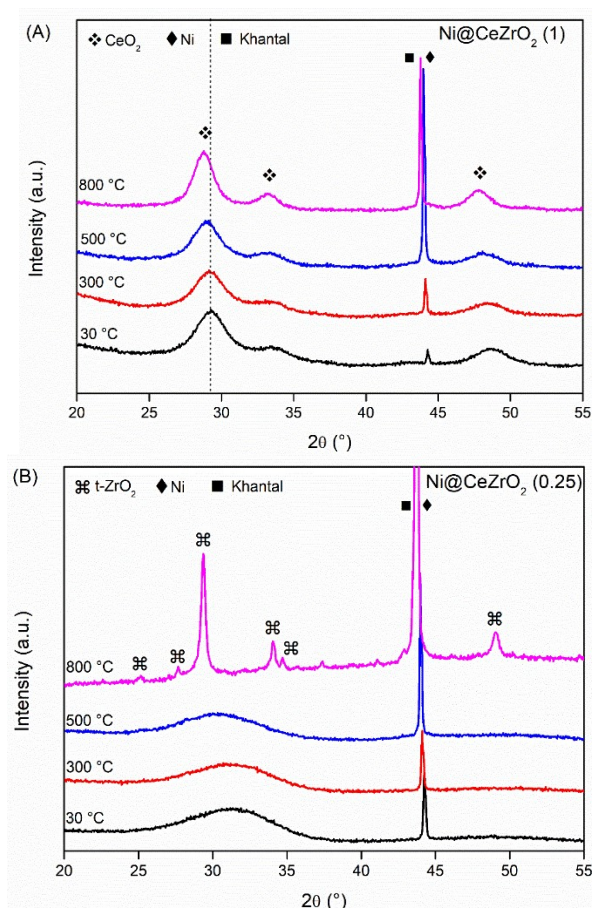 (A)
Ni@CeZrO₂ (1)
CeO₂ Ni Khantal
800 °C
500 °C
300 °C
30 °C
Intensity (a.u.)
20 25 30 35 40 45 50 55
2θ (°)
(B)
Ni@CeZrO₂ (0.25)
t-ZrO₂ Ni Khantal
800 °C
500 °C
300 °C
30 °C
Intensity (a.u.)
20 25 30 35 40 45 50 55
2θ (°)